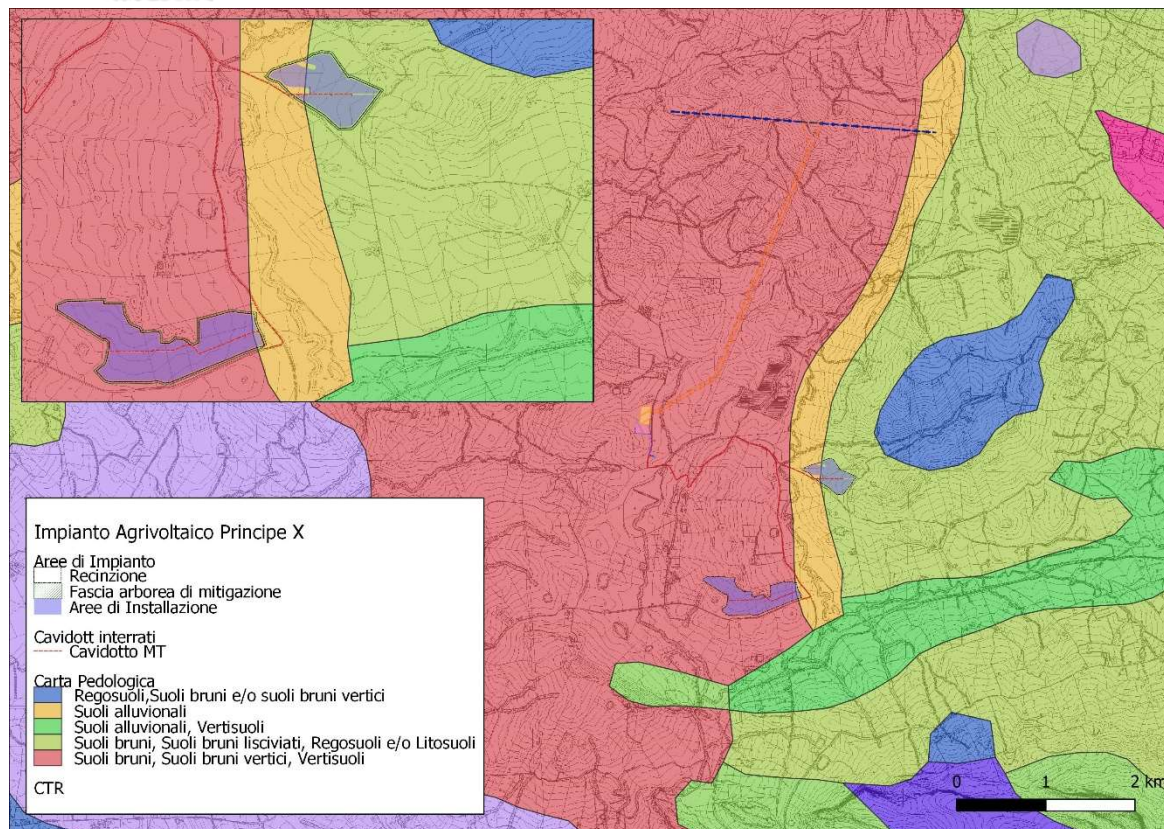 Impianto Agrivoltaico Principe X
Aree di Impianto
Recinzione
Fascia arborea di mitigazione
Aree di Installazione
Cavidott interrati
Cavidotto MT
Carta Pedologica
Regosuoli,Suoli bruni e/o suoli bruni vertici
Suoli alluvionali
Suoli alluvionali, Vertisuoli
Suoli bruni, Suoli bruni lisciviati, Regosuoli e/o Litosuoli
Suoli bruni, Suoli bruni vertici, Vertisuoli
CTR
0 1 2 km